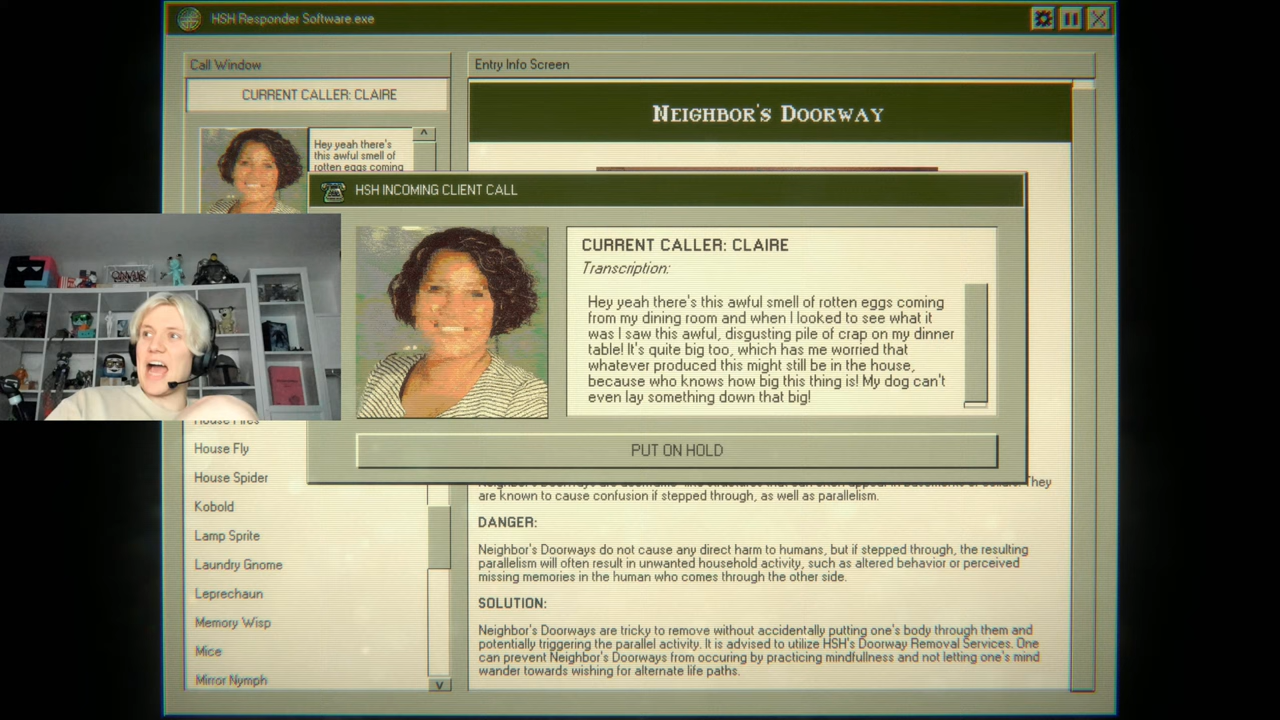 HSH Responder Software.exe
Call Window
Entry Info Screen
CURRENT CALLER: CLAIRE
NEIGHBOR'S DOORWAY
Hey yeah there's
this awful smell of
rotten eggs coming
HSH INCOMING CLIENT CALL
CURRENT CALLER: CLAIRE
Transcription:
Hey yeah there's this awful smell of rotten eggs coming
from my dining room and when I looked to see what it
was I saw this awful, disgusting pile of crap on my dinner
table! It's quite big too, which has me worried that
whatever produced this might still be in the house,
because who knows how big this thing is! My dog can't
even lay something down that big!
PUT ON HOLD
House Fires
House Fly
House Spider
Kobold
Lamp Sprite
Laundry Gnome
Leprechaun
Memory Wisp
Mice
Mirror Nymph
They
are known to cause confusion if stepped through, as well as parallelism.
DANGER:
Neighbor's Doorways do not cause any direct harm to humans, but if stepped through, the resulting
parallelism will often result in unwanted household activity, such as altered behavior or perceived
missing memories in the human who comes through the other side.
SOLUTION:
Neighbor's Doorways are tricky to remove without accidentally putting one's body through them and
potentially triggering the parallel activity. It is advised to utilize HSH's Doorway Removal Services. One
can prevent Neighbor's Doorways from occuring by practicing mindfullness and not letting one's mind
wander towards wishing for alternate life paths.